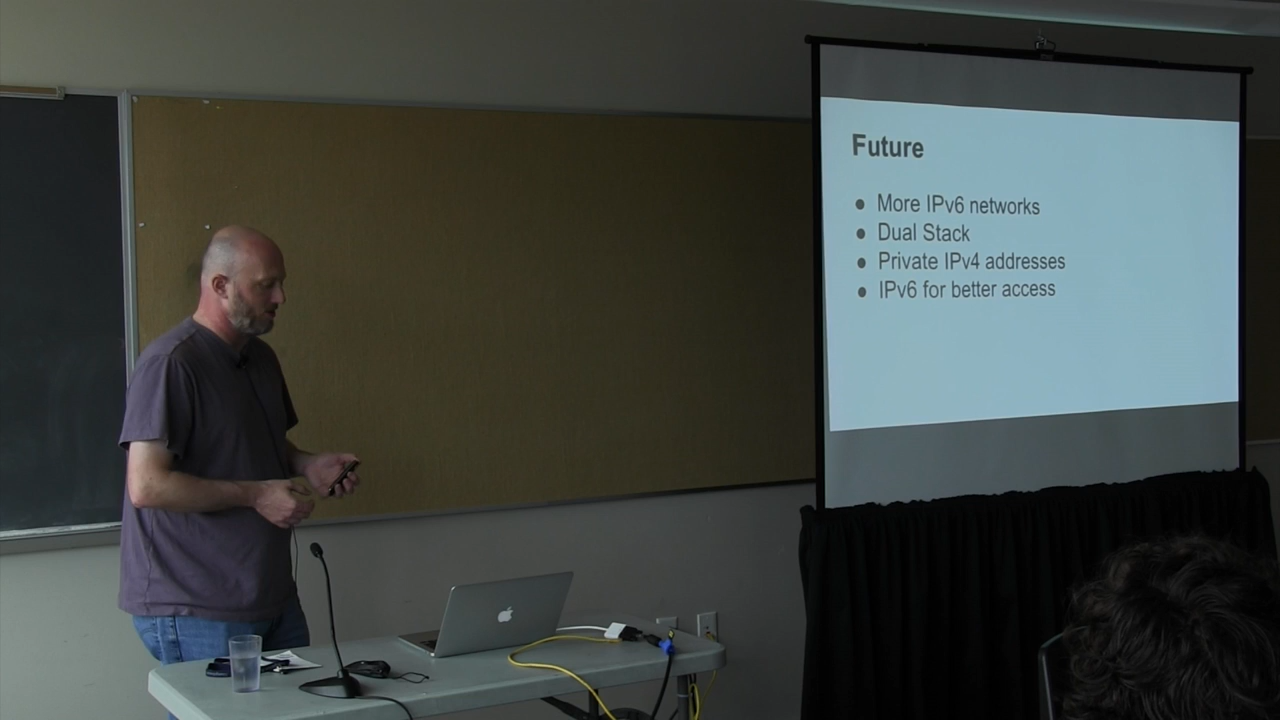 Future
● More IPv6 networks
● Dual Stack
● Private IPv4 addresses
● IPv6 for better access